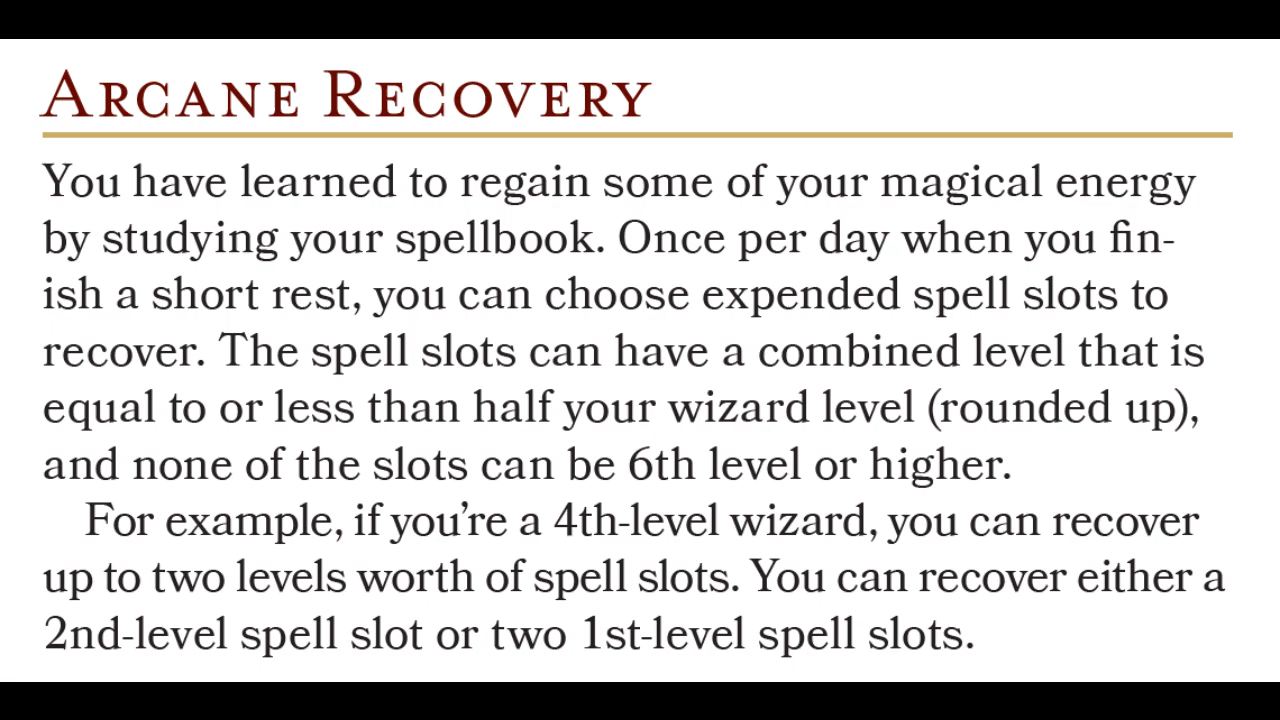 Arcane Recovery
You have learned to regain some of your magical energy
by studying your spellbook. Once per day when you fin-
ish a short rest, you can choose expended spell slots to
recover. The spell slots can have a combined level that is
equal to or less than half your wizard level (rounded up),
and none of the slots can be 6th level or higher.
For example, if you’re a 4th-level wizard, you can recover
up to two levels worth of spell slots. You can recover either a
2nd-level spell slot or two 1st-level spell slots.